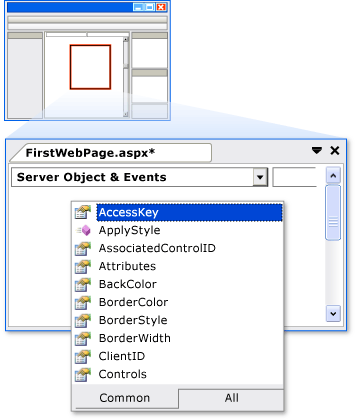 FirstWebPage.aspx*
Server Object & Events
AccessKey
ApplyStyle
AssociatedControlID
Attributes
BackColor
BorderColor
BorderStyle
BorderWidth
ClientID
Controls
Common All